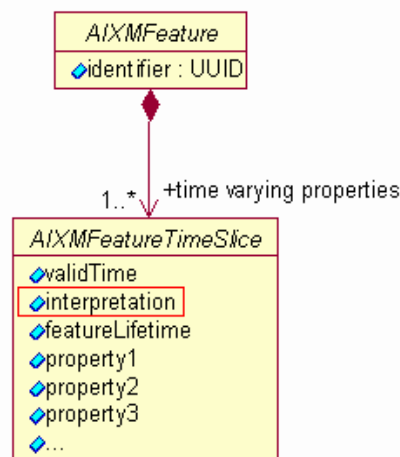 AIXMFeature
identifier : UUID
1..*
+time varying properties
AIXMFeatureTimeSlice
validTime
interpretation
featureLifetime
property1
property2
property3
...